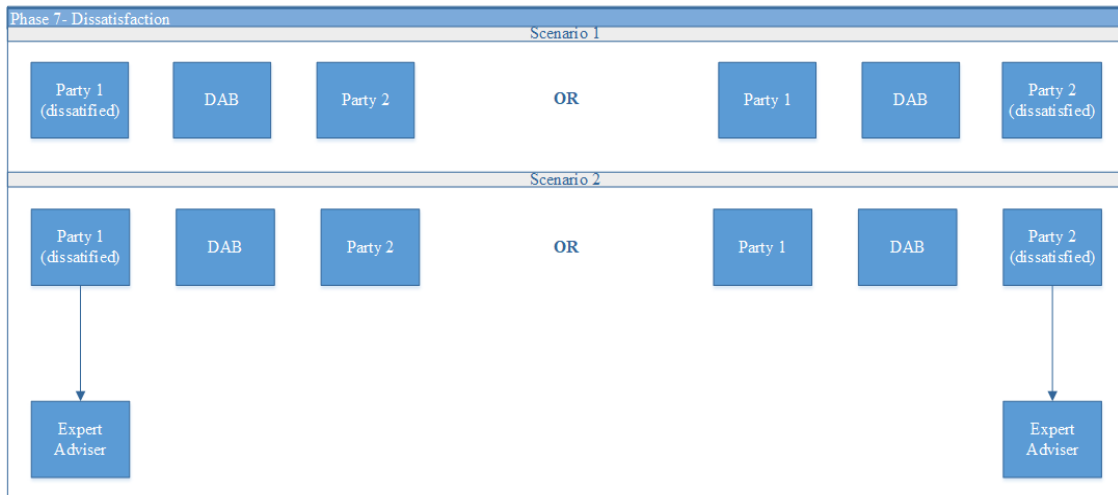 Phase 7- Dissatisfaction
Scenario 1
Party 1
(dissatified)
DAB
Party 2
OR
Party 1
DAB
Party 2
(dissatisfied)
Scenario 2
Party 1
(dissatified)
DAB
Party 2
OR
Party 1
DAB
Party 2
(dissatisfied)
Expert
Adviser
Expert
Adviser